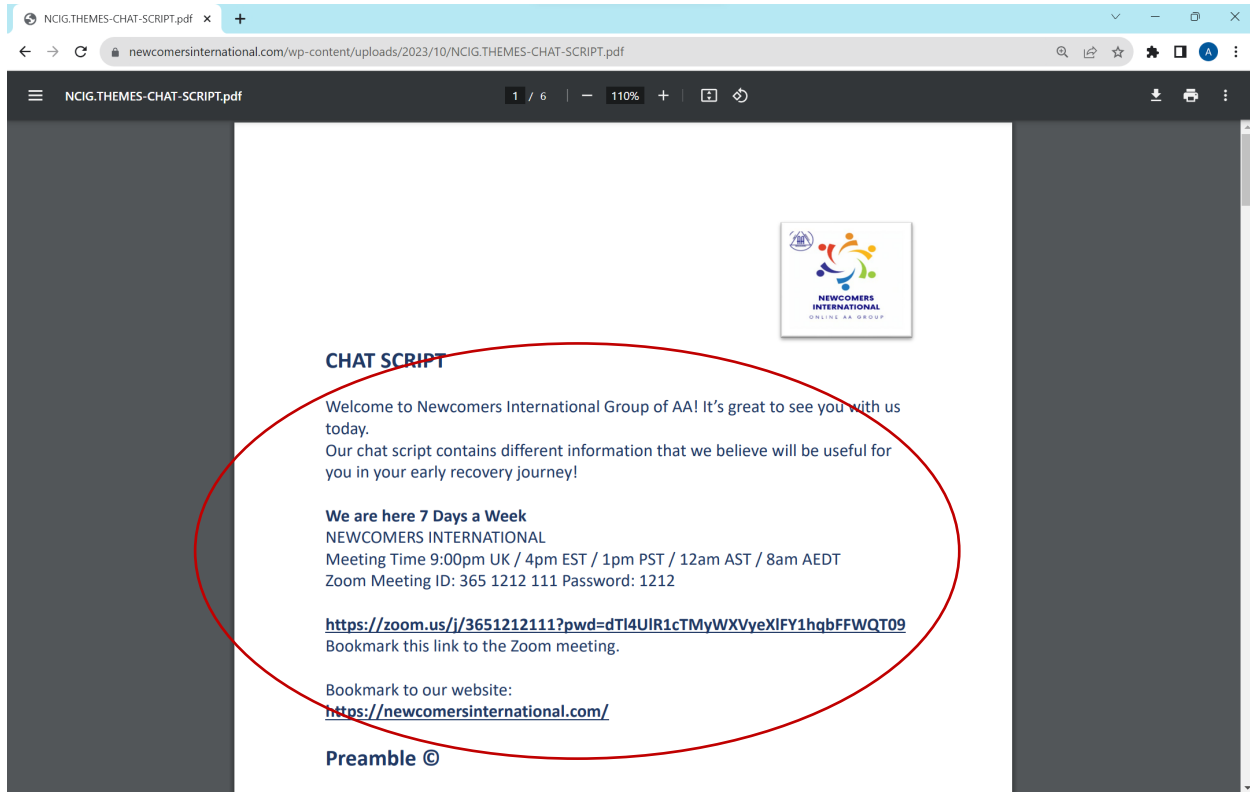 NCIG.THEMES-CHAT-SCRIPT.pdf
newcomersinternational.com/wp-content/uploads/2023/10/NCIG.THEMES-CHAT-SCRIPT.pdf
A
NCIG.THEMES-CHAT-SCRIPT.pdf
1 / 6
110%
NEWCOMERS
INTERNATIONAL
ONLINE AA GROUP
CHAT SCRIPT
Welcome to Newcomers International Group of AA! It’s great to see you with us
today.
Our chat script contains different information that we believe will be useful for
you in your early recovery journey!
We are here 7 Days a Week
NEWCOMERS INTERNATIONAL
Meeting Time 9:00pm UK / 4pm EST / 1pm PST / 12am AST / 8am AEDT
Zoom Meeting ID: 365 1212 111 Password: 1212
https://zoom.us/j/3651212111?pwd=dTl4UlR1cTMyWXVyeXlFY1hqbFFWQT09
Bookmark this link to the Zoom meeting.
Bookmark to our website:
https://newcomersinternational.com/
Preamble ©